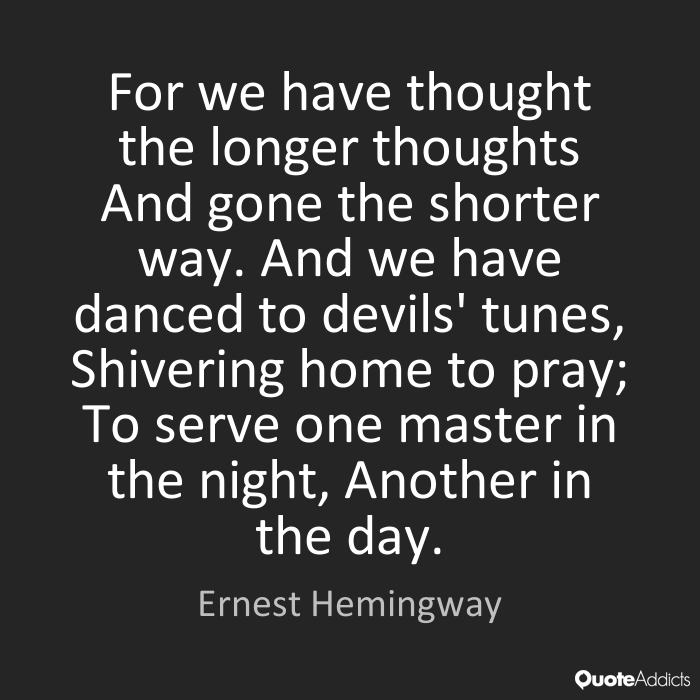 For we have thought
the longer thoughts
And gone the shorter
way. And we have
danced to devils' tunes,
Shivering home to pray;
To serve one master in
the night, Another in
the day.
Ernest Hemingway
QuoteAddicts